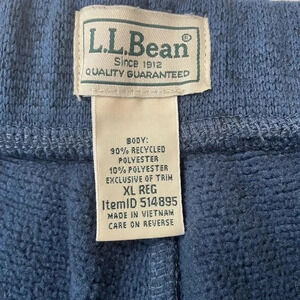 L.L.Bean®
Since 1912
QUALITY GUARANTEED
BODY:
90% RECYCLED
POLYESTER
10% POLYESTER
EXCLUSIVE OF TRIM
XL REG
ItemID 514895
MADE IN VIETNAM
CARE ON REVERSE